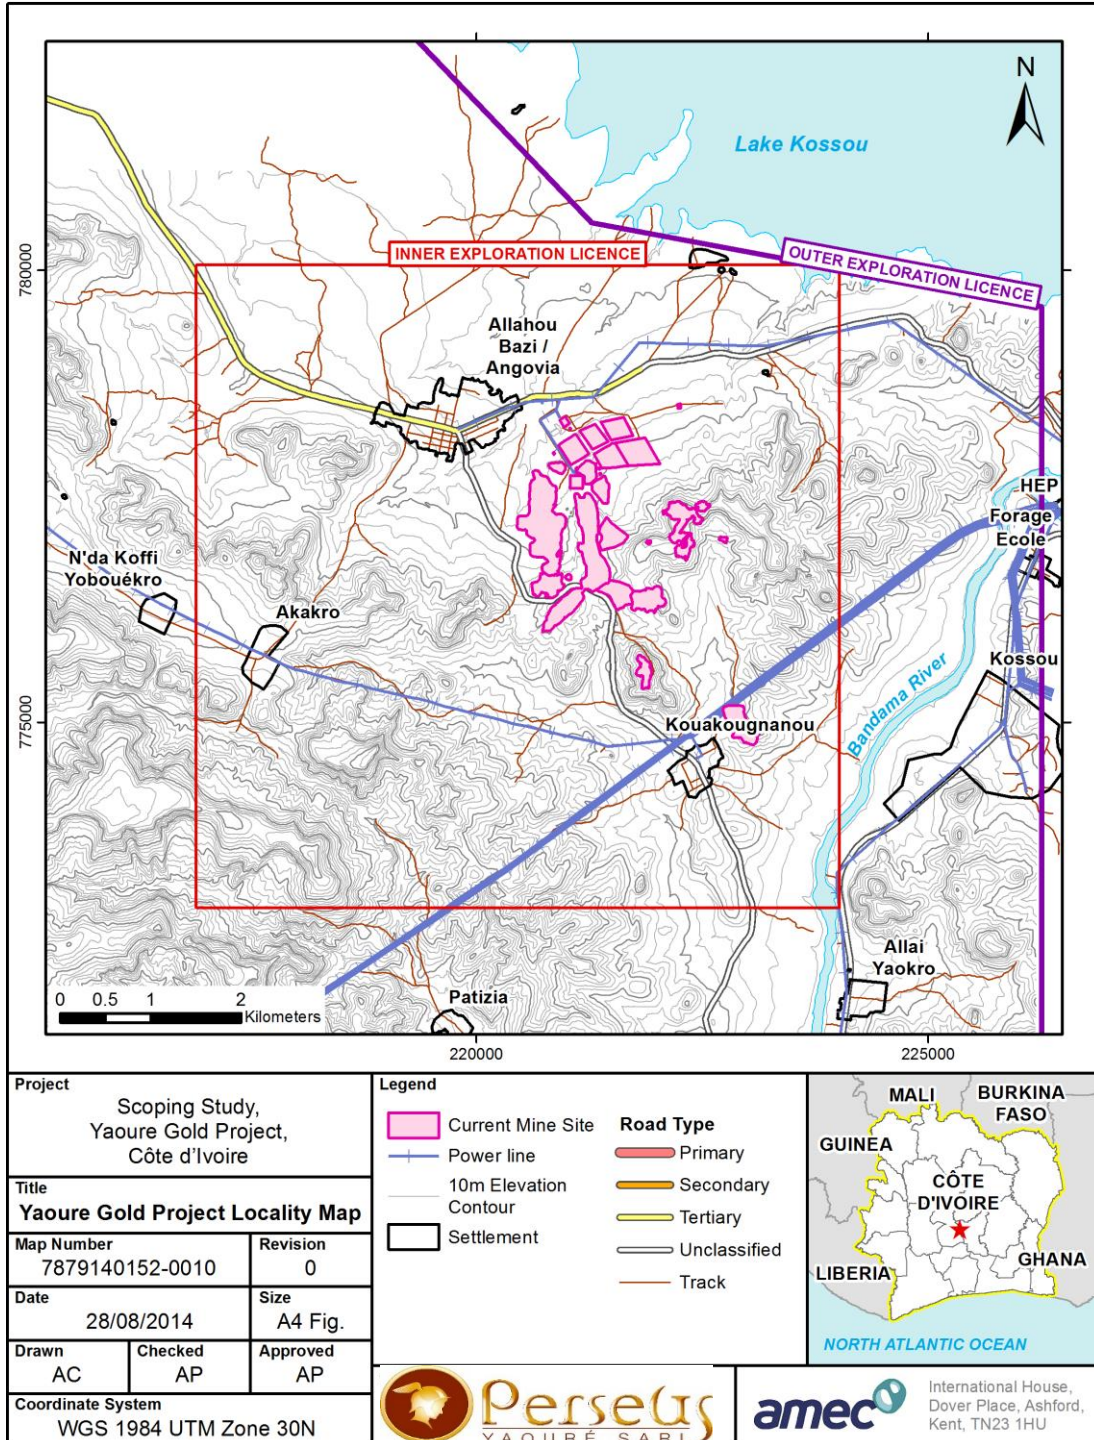 N
Lake Kossou
780000
INNER EXPLORATION LICENCE
OUTER EXPLORATION LICENCE
Allahou
Bazi /
Angovia
HEP
Forage
Ecole
N'da Koffi
Yobouékro
Akakro
Kossou
775000
Kouakougnanou
Bandama River
Allai
Yaokro
Patizia
0 0.5 1 2
Kilometers
220000 225000
Project
Scoping Study,
Yaoure Gold Project,
Côte d'Ivoire
Title
Yaoure Gold Project Locality Map
Map Number
7879140152-0010
Revision
0
Date
28/08/2014
Size
A4 Fig.
Drawn
AC
Checked
AP
Approved
AP
Coordinate System
WGS 1984 UTM Zone 30N
Legend
Current Mine Site
Power line
10m Elevation
Contour
Settlement
Road Type
Primary
Secondary
Tertiary
Unclassified
Track
MALI
BURKINA
FASO
GUINEA
CÔTE
D'IVOIRE
GHANA
LIBERIA
NORTH ATLANTIC OCEAN
Perseus
YAOURÉ SARL
amec
International House,
Dover Place, Ashford,
Kent, TN23 1HU